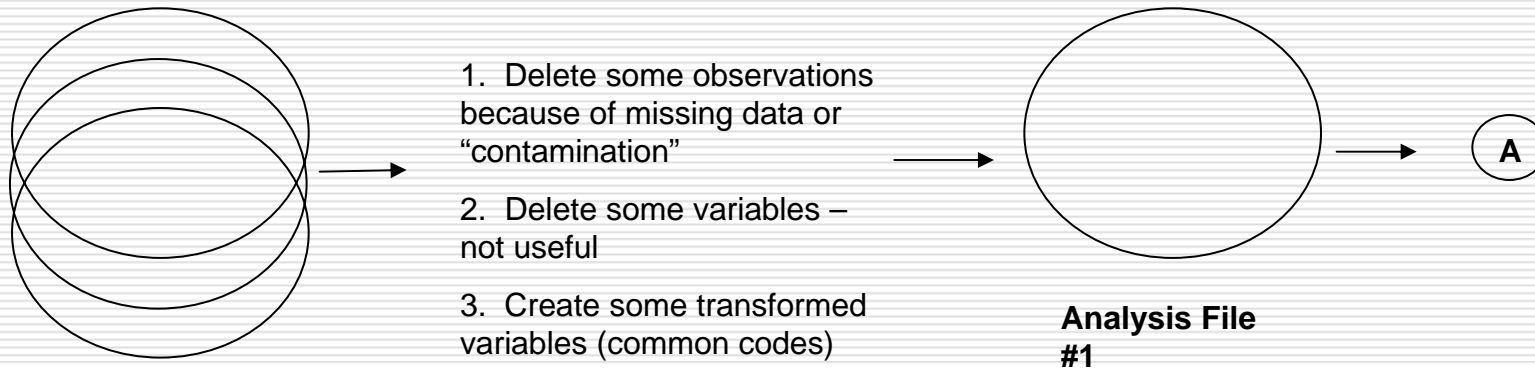 1. Delete some observations
because of missing data or
“contamination”
2. Delete some variables –
not useful
3. Create some transformed
variables (common codes)
Analysis File
#1
A